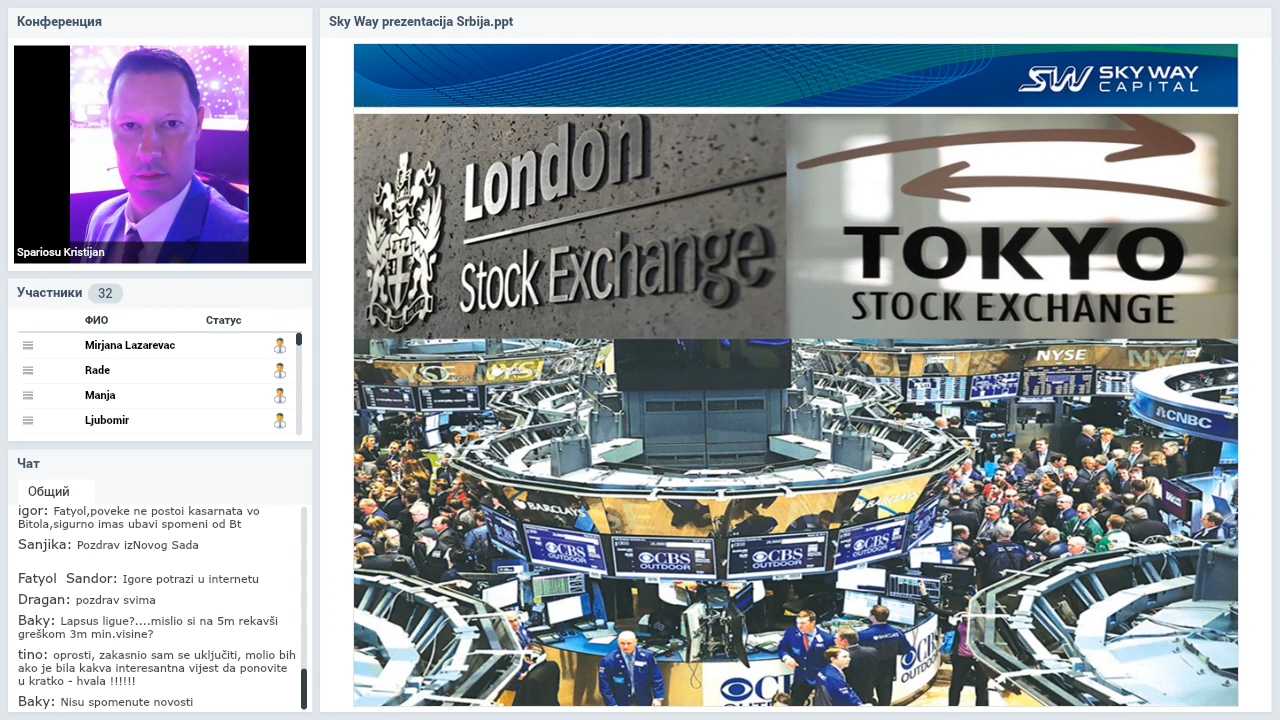 Конференция
Spariosu Kristijan
Участники 32
ФИО Статус
Mirjana Lazarevac
Rade
Manja
Ljubomir
Чат
Общий
igor: Fatyol,poveke ne postoi kasarnata vo
Bitola,sigurno imas ubavi spomeni od Bt
Sanjika: Pozdrav izNovog Sada
Fatyol Sandor: Igore potrazi u internetu
Dragan: pozdrav svima
Baky: Lapsus ligue?....mislio si na 5m rekavši
greškom 3m min.visine?
tino: oprosti, zakasnio sam se uključiti, molio bih
ako je bila kakva interesantna vijest da ponovite
u kratko - hvala !!!!!!
Baky: Nisu spomenute novosti
Sky Way prezentacija Srbija.ppt
SW SKY WAY
CAPITAL
London
Stock Exchange
TOKYO
STOCK EXCHANGE
NYSE
NYSE
CNBC
BARCLAYS
BARCLAYS
CBS
OUTDOOR
CBS
OUTDOOR
CBS
OUTDOOR
CBS
OUTDOOR